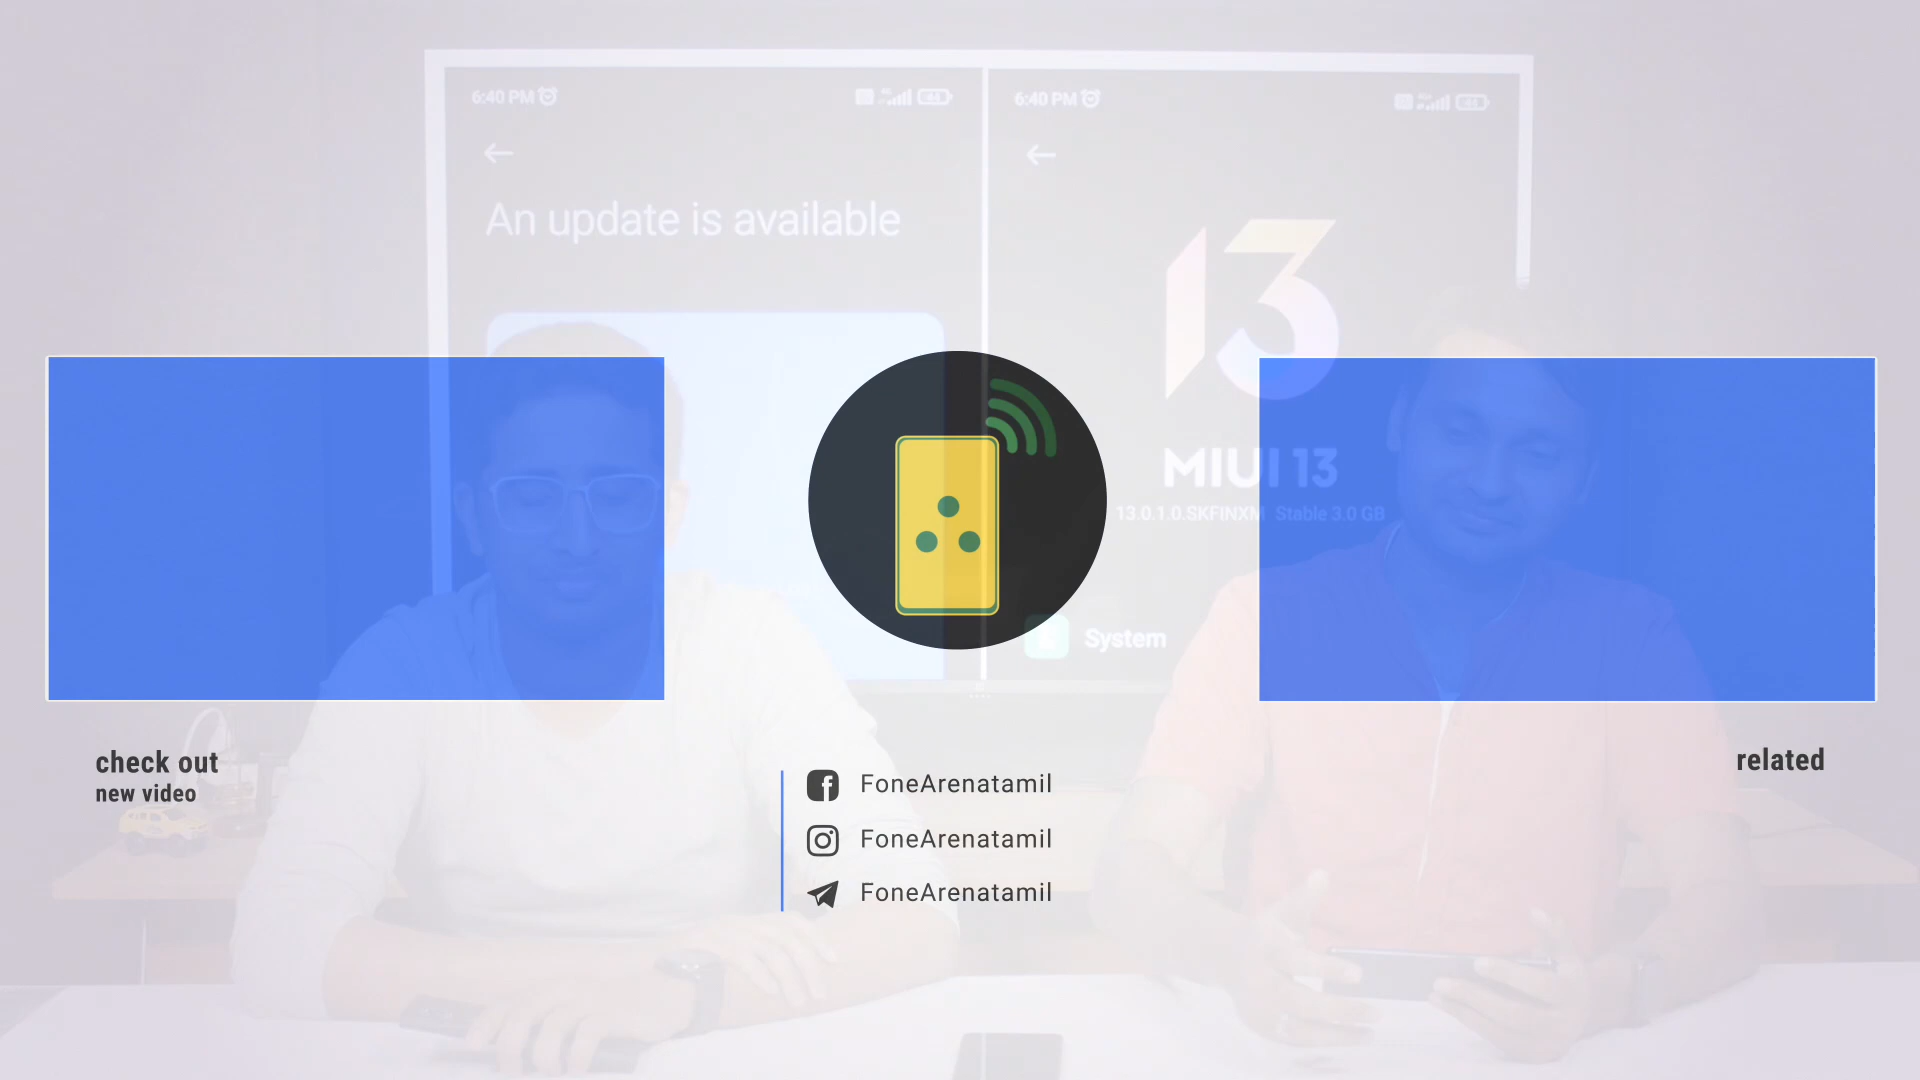 6:40 PM
6:40 PM
An update is available
13
MIUI 13
13.0.1.0.SKFINXM Stable 3.0 GB
System
check out
new video
related
FoneArenatamil
FoneArenatamil
FoneArenatamil